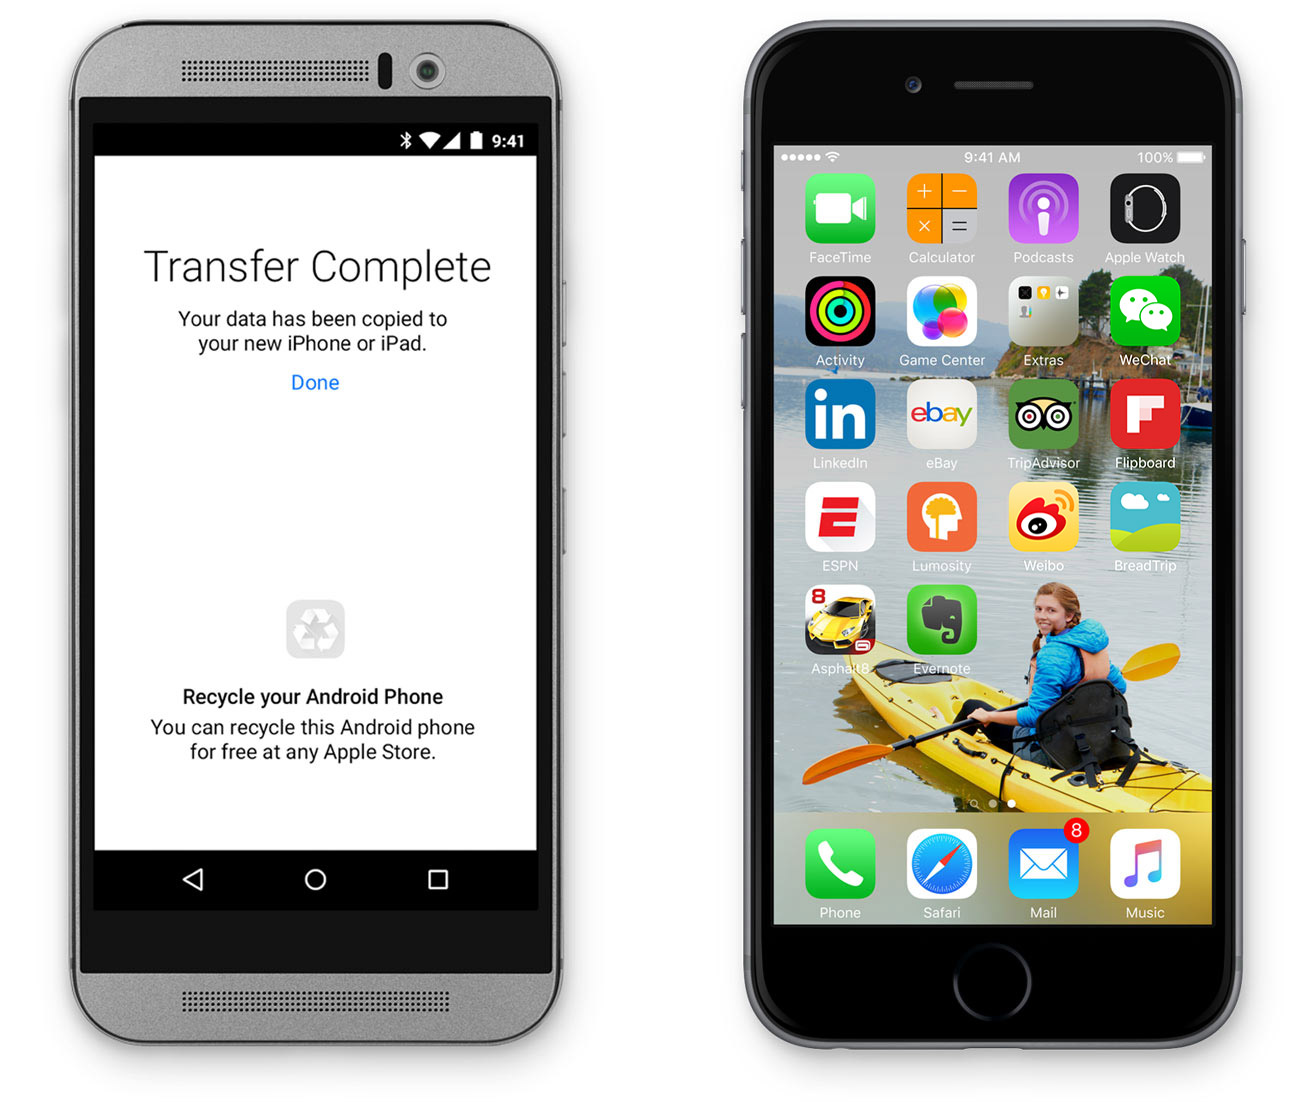 9:41
Transfer Complete
Your data has been copied to
your new iPhone or iPad.
Done
Recycle your Android Phone
You can recycle this Android phone
for free at any Apple Store.
9:41 AM
100%
FaceTime
Calculator
Podcasts
Apple Watch
Activity
Game Center
Extras
WeChat
in
ebay
LinkedIn
eBay
TripAdvisor
Flipboard
E
ESPN
Lumosity
Weibo
BreadTrip
8
Asphalt8
Evernote
8
Phone
Safari
Mail
Music